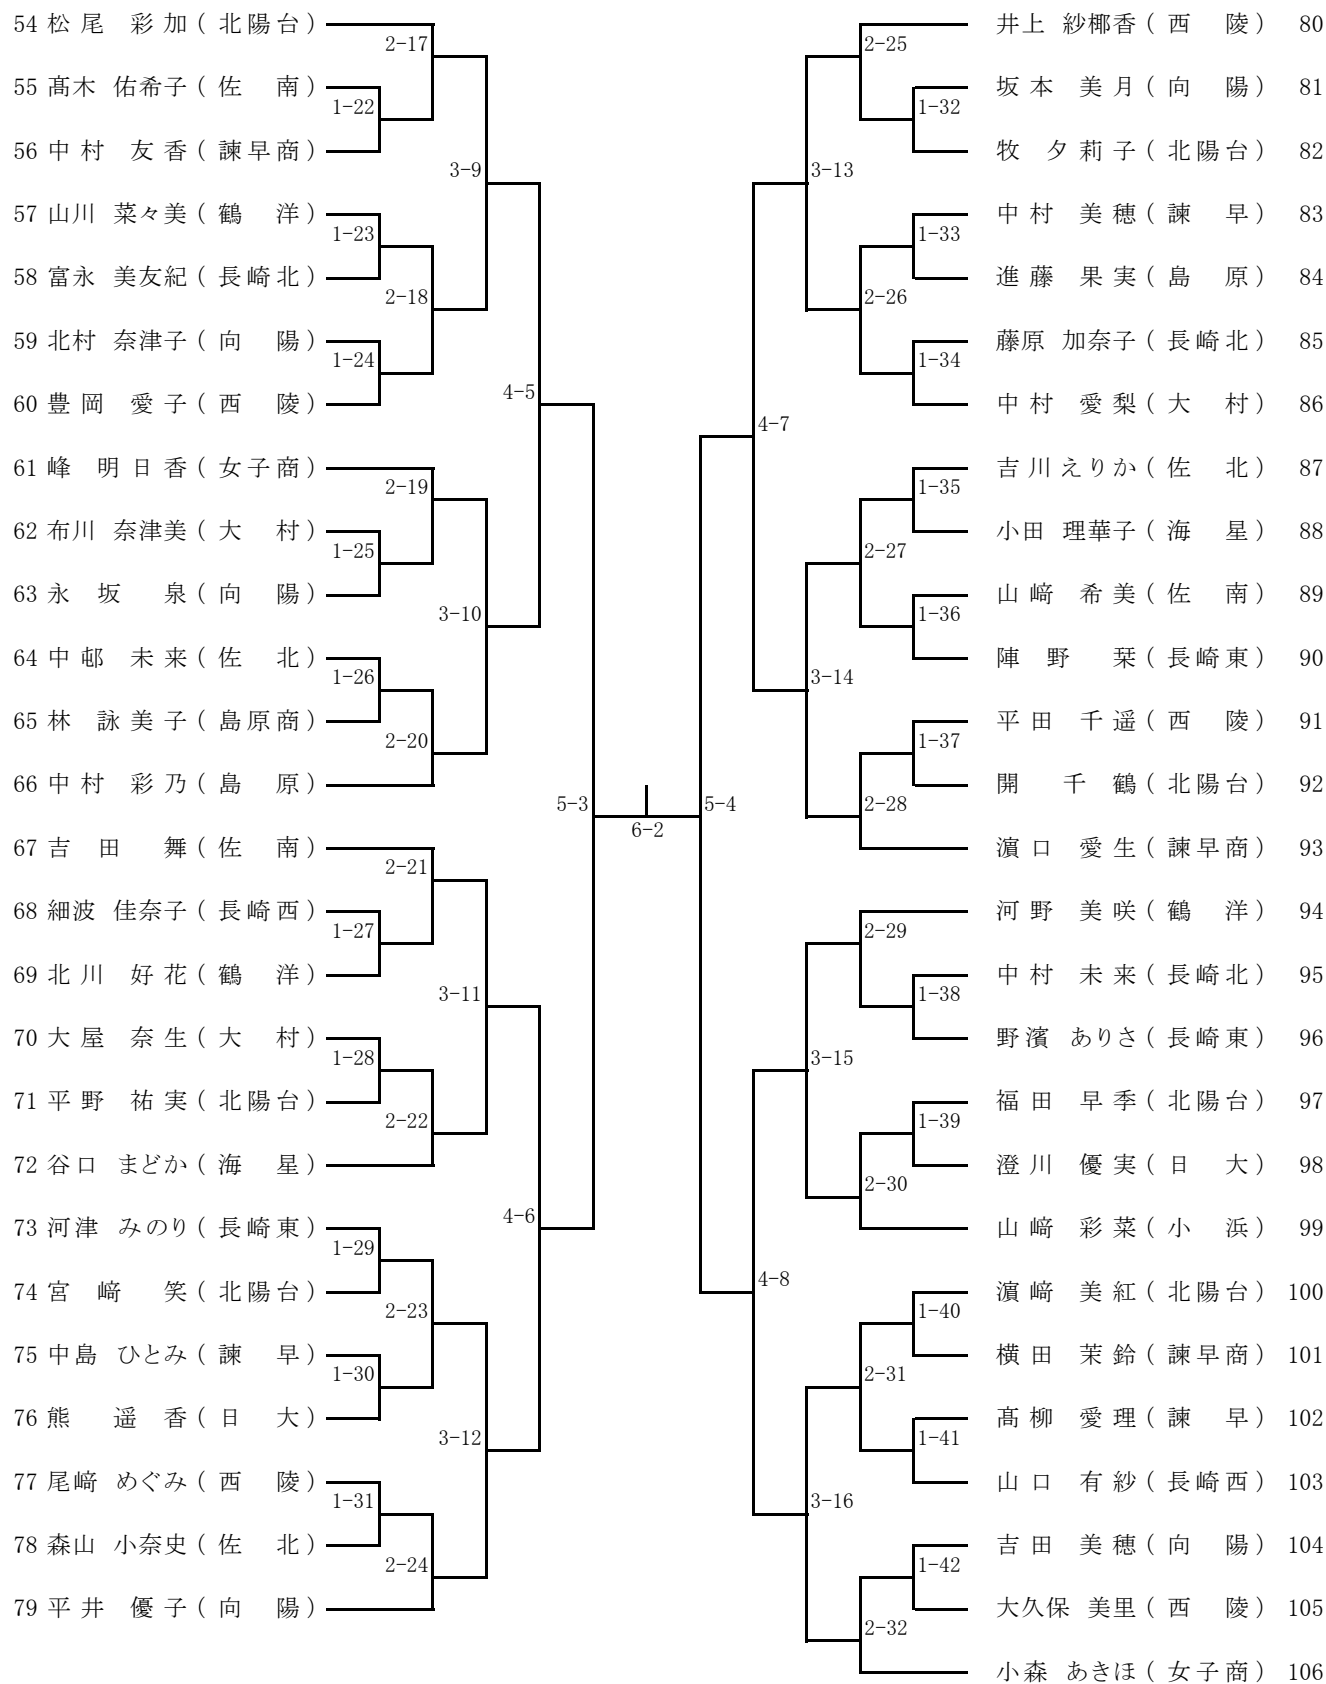 54 松尾 彩加 ( 北陽台 )
2-17
55 髙木 佑希子 ( 佐 南 )
1-22
56 中村 友香 ( 諫早商 )
3-9
57 山川 菜々美 ( 鶴 洋 )
1-23
58 富永 美友紀 ( 長崎北 )
2-18
59 北村 奈津子 ( 向 陽 )
1-24
60 豊岡 愛子 ( 西 陵 )
4-5
61 峰 明日香 ( 女子商 )
2-19
62 布川 奈津美 ( 大 村 )
1-25
63 永坂 泉 ( 向 陽 )
3-10
64 中邨 未来 ( 佐 北 )
1-26
65 林 詠美子 ( 島原商 )
2-20
66 中村 彩乃 ( 島 原 )
5-3
67 吉田 舞 ( 佐 南 )
2-21
68 細波 佳奈子 ( 長崎西 )
1-27
69 北川 好花 ( 鶴 洋 )
3-11
70 大屋 奈生 ( 大 村 )
1-28
71 平野 祐実 ( 北陽台 )
2-22
72 谷口 まどか ( 海 星 )
4-6
73 河津 みのり ( 長崎東 )
1-29
74 宮﨑 笑 ( 北陽台 )
2-23
75 中島 ひとみ ( 諫 早 )
1-30
76 熊 遥香 ( 日 大 )
3-12
77 尾﨑 めぐみ ( 西 陵 )
1-31
78 森山 小奈史 ( 佐 北 )
2-24
79 平井 優子 ( 向 陽 )
6-2
井上 紗椰香 ( 西 陵 ) 80
2-25
坂本 美月 ( 向 陽 ) 81
1-32
牧 夕莉子 ( 北陽台 ) 82
3-13
中村 美穂 ( 諫 早 ) 83
1-33
進藤 果実 ( 島 原 ) 84
2-26
藤原 加奈子 ( 長崎北 ) 85
1-34
中村 愛梨 ( 大 村 ) 86
4-7
吉川 えりか ( 佐 北 ) 87
1-35
小田 理華子 ( 海 星 ) 88
2-27
山﨑 希美 ( 佐 南 ) 89
1-36
陣野 栞 ( 長崎東 ) 90
3-14
平田 千遥 ( 西 陵 ) 91
1-37
開 千鶴 ( 北陽台 ) 92
2-28
5-4
濵口 愛生 ( 諫早商 ) 93
河野 美咲 ( 鶴 洋 ) 94
2-29
中村 未来 ( 長崎北 ) 95
1-38
野濱 ありさ ( 長崎東 ) 96
3-15
福田 早季 ( 北陽台 ) 97
1-39
澄川 優実 ( 日 大 ) 98
2-30
山﨑 彩菜 ( 小 浜 ) 99
4-8
濵﨑 美紅 ( 北陽台 ) 100
1-40
横田 茉鈴 ( 諫早商 ) 101
2-31
髙柳 愛理 ( 諫 早 ) 102
1-41
山口 有紗 ( 長崎西 ) 103
3-16
吉田 美穂 ( 向 陽 ) 104
1-42
大久保 美里 ( 西 陵 ) 105
2-32
小森 あきほ ( 女子商 ) 106